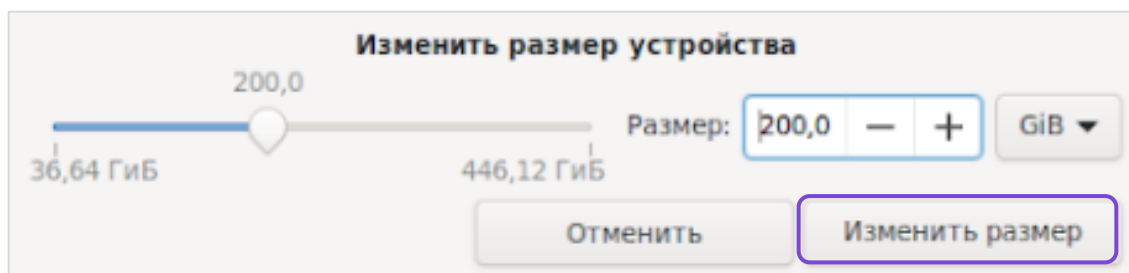 Изменить размер устройства
200,0
Размер: 200,0 — + GiB
36,64 ГиБ 446,12 ГиБ
Отменить Изменить размер